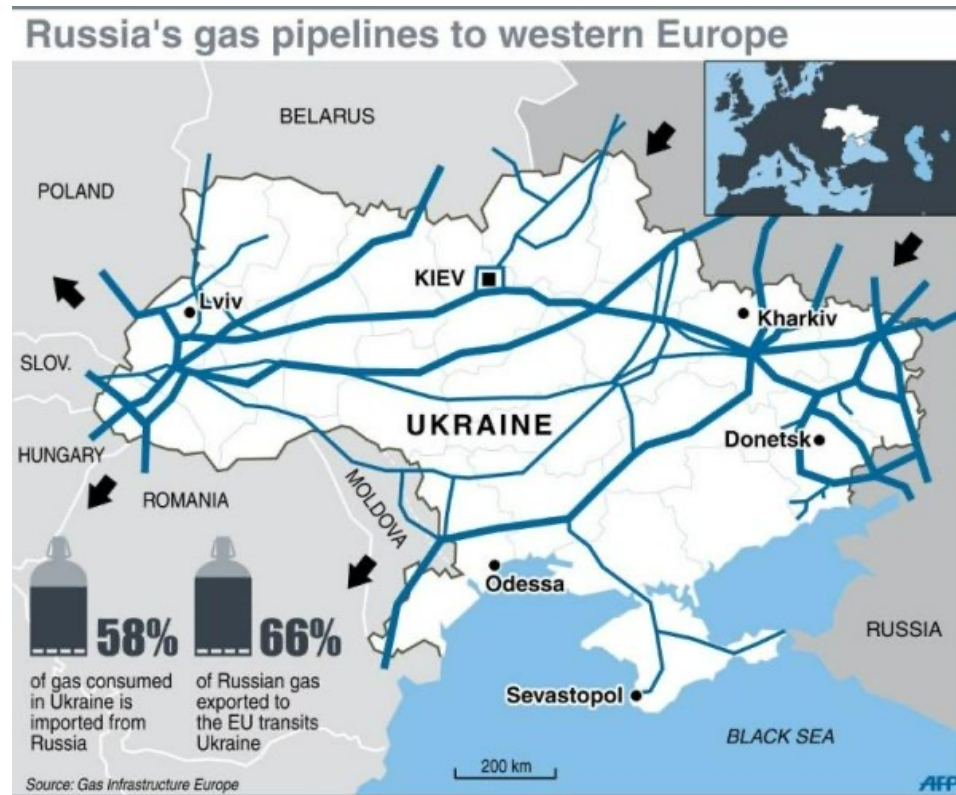 Russia's gas pipelines to western Europe
BELARUS
POLAND
KIEV
Lviv
Kharkiv
SLOV.
UKRAINE
Donetsk
HUNGARY
ROMANIA
MOLDOVA
Odessa
58%
of gas consumed
in Ukraine is
imported from
Russia
66%
of Russian gas
exported to
the EU transits
Ukraine
RUSSIA
Sevastopol
BLACK SEA
200 km
Source: Gas Infrastructure Europe
AFP